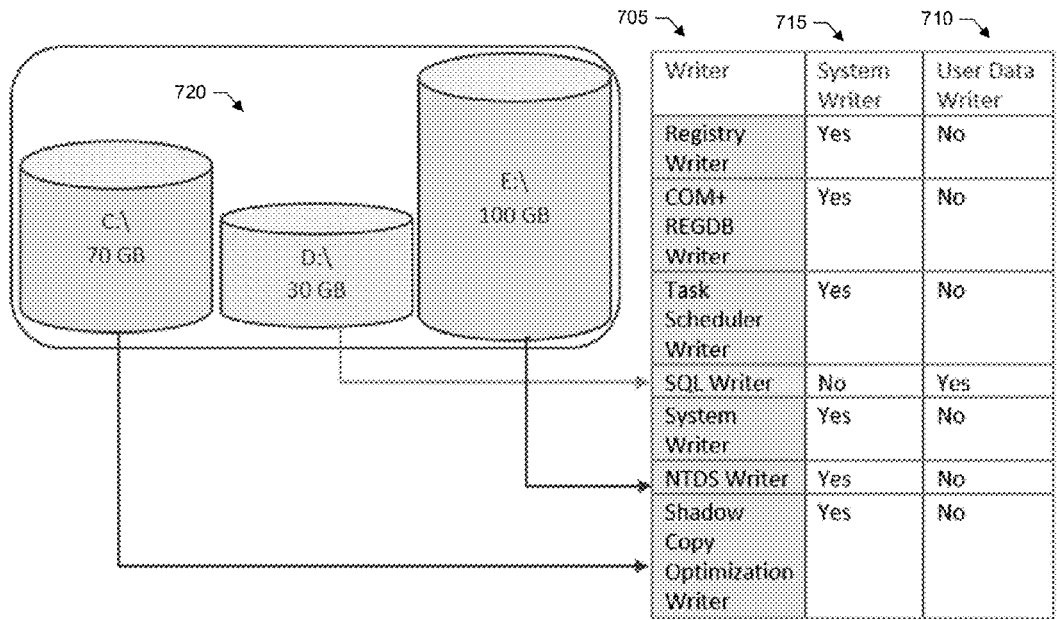 705
715
710
720
C:\
70 GB
D:\
30 GB
E:\
100 GB
Writer
System
Writer
User Data
Writer
Registry
Writer
Yes
No
COM+
REGDB
Writer
Yes
No
Task
Scheduler
Writer
Yes
No
SQL Writer
No
Yes
System
Writer
Yes
No
NTDS Writer
Yes
No
Shadow
Copy
Optimization
Writer
Yes
No